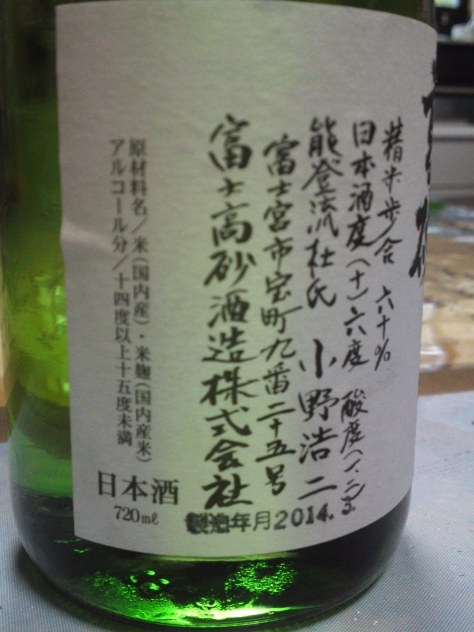 精米歩合 六十%
日本酒度(十)六度 酸度(一、二)
能登流杜氏 小野浩二
富士宮市宝町九番二十五号
富士高砂酒造株式会社
原材料名/米(国内産)・米麹(国内産米)
アルコール分/十四度以上十五度未満
日本酒
720ml
製造年月2014.3.